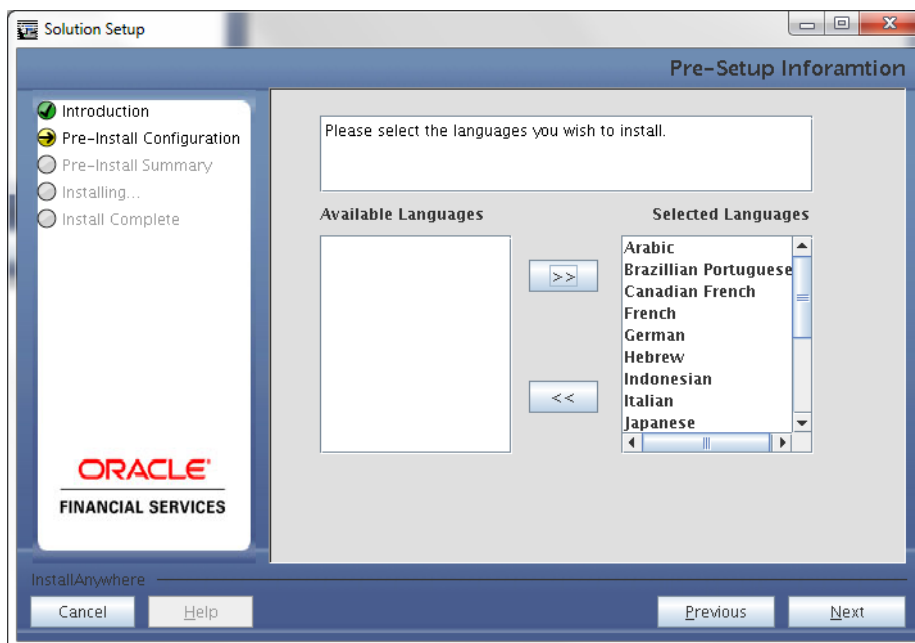 Solution Setup
Pre-Setup Inforamtion
Introduction
Pre-Install Configuration
Pre-Install Summary
Installing...
Install Complete
Please select the languages you wish to install.
Available Languages
Selected Languages
>>
<<
Arabic
Brazillian Portuguese
Canadian French
French
German
Hebrew
Indonesian
Italian
Japanese
ORACLE
FINANCIAL SERVICES
InstallAnywhere
Cancel
Help
Previous
Next